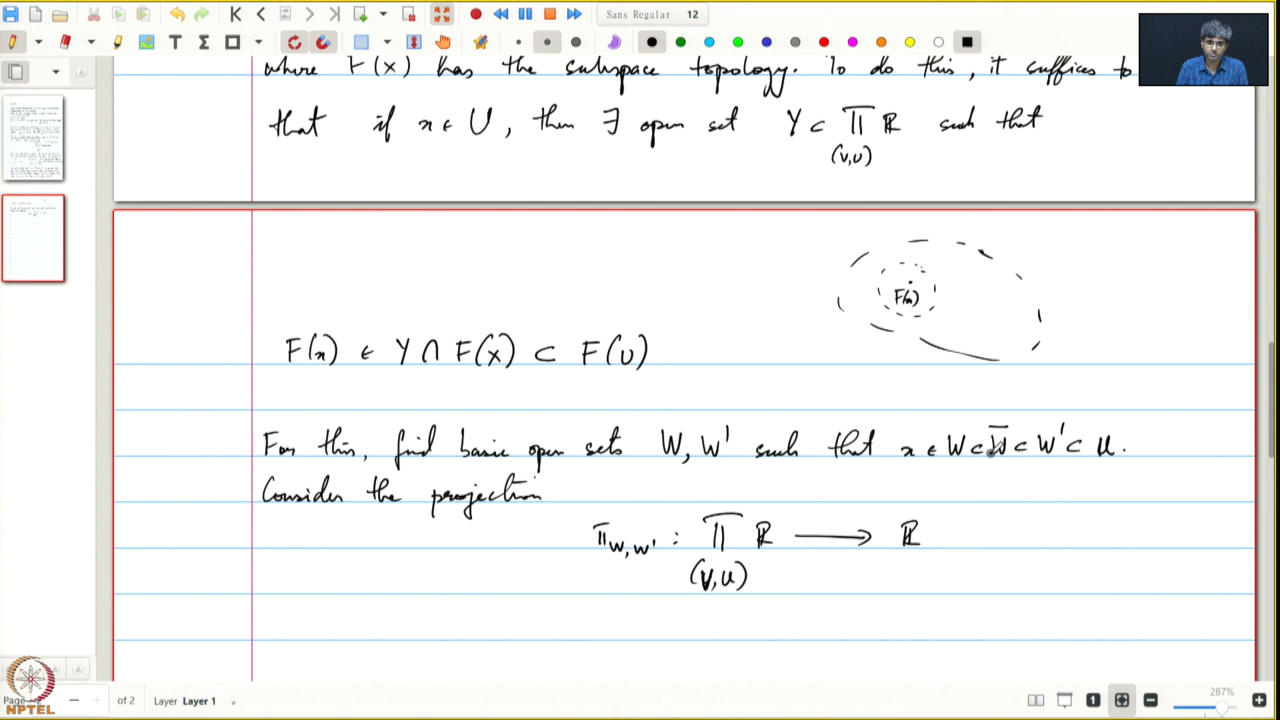 Sans Regular 12
where F(x) has the subspace topology. To do this, it suffices to
that if x ∈ U, then ∃ open set Y ⊂ ∏ ℝ such that
(V,U)
F(x)
F(x) ∈ Y ∩ F(X) ⊂ F(U)
For this, find basic open sets W, W' such that x ∈ W ⊂ W̅ ⊂ W' ⊂ U.
Consider the projection
π_{W,W'} : ∏ ℝ ⟶ ℝ
(V,U)
NPTEL
Page
of 2
Layer Layer 1
287%